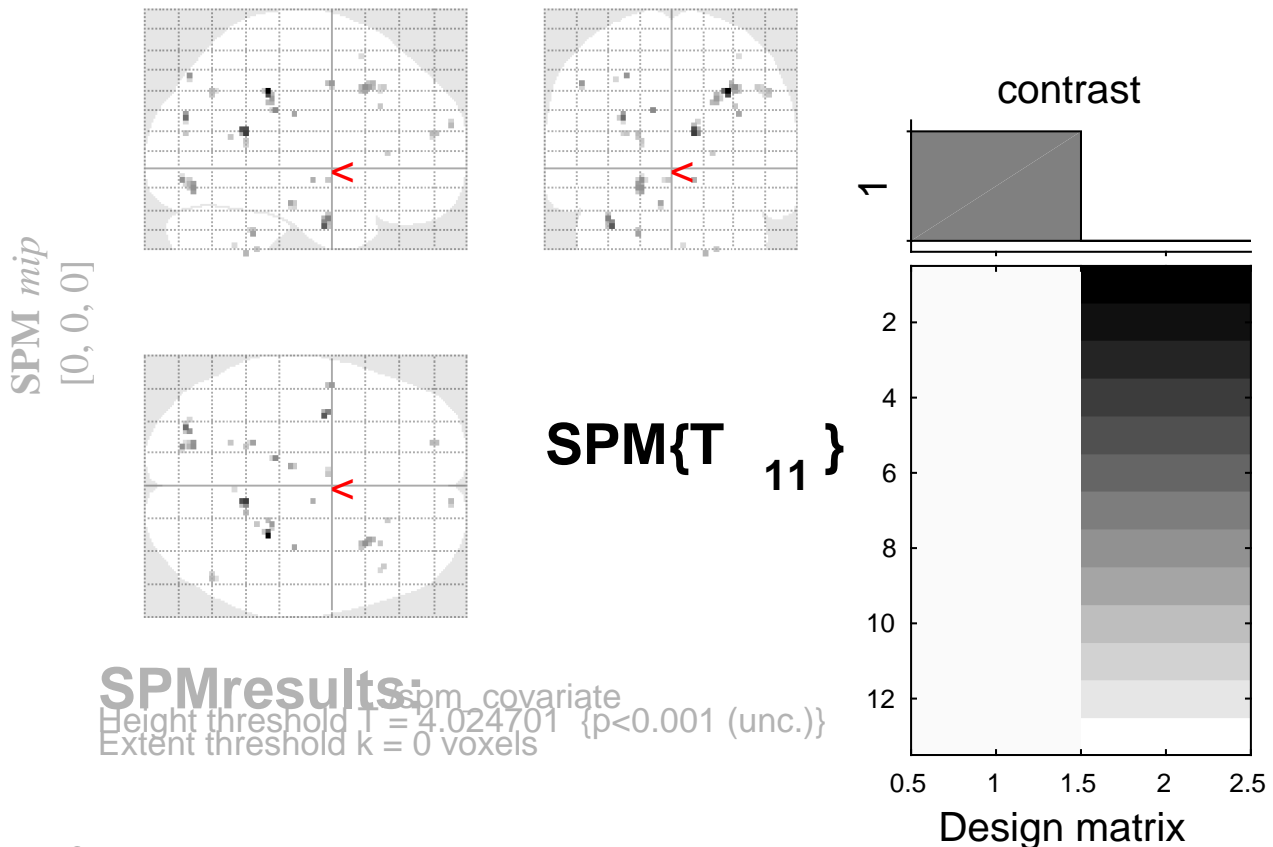 SPM mip
[0, 0, 0]
<
<
<
SPM{T 11 }
contrast
1
2
4
6
8
10
12
0.5 1 1.5 2 2.5
Design matrix
SPMresults: ./spm_covariate
Height threshold T = 4.024701 {p<0.001 (unc.)}
Extent threshold k = 0 voxels